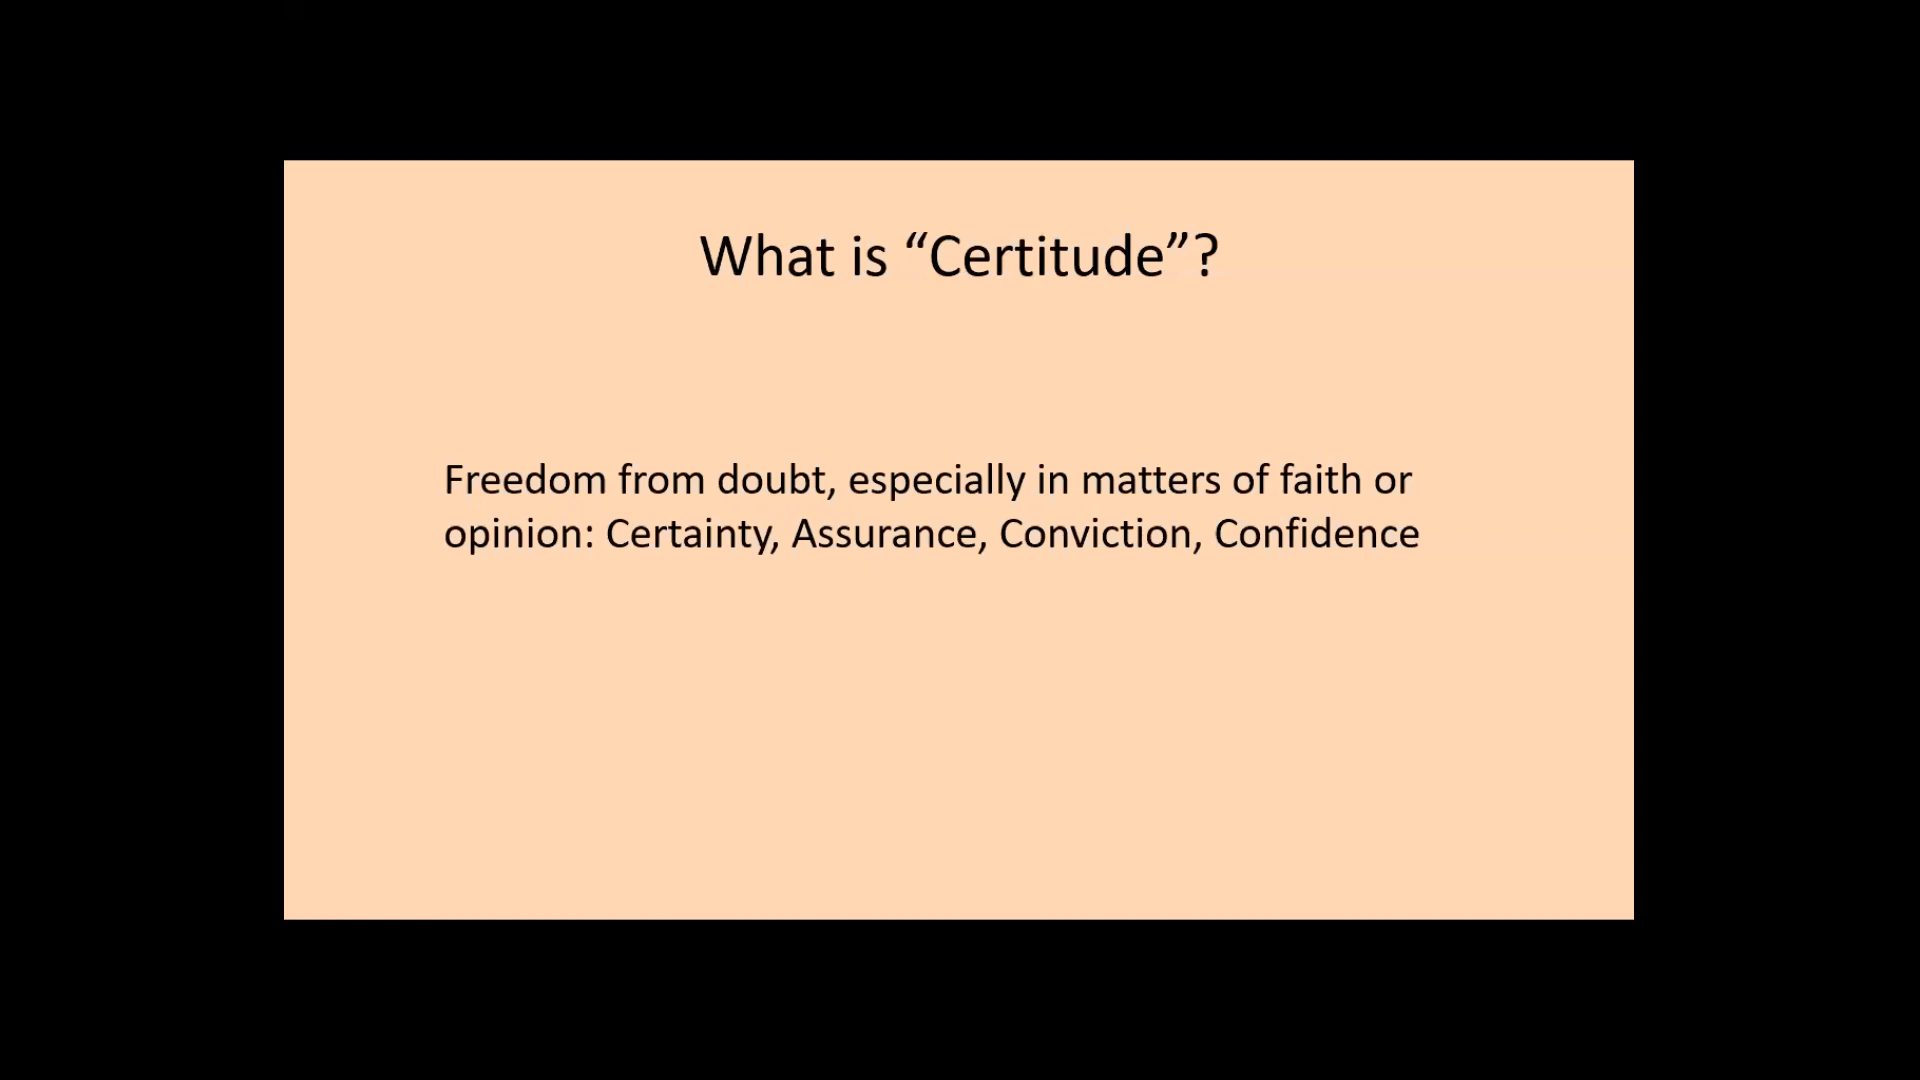 What is “Certitude”?
Freedom from doubt, especially in matters of faith or
opinion: Certainty, Assurance, Conviction, Confidence